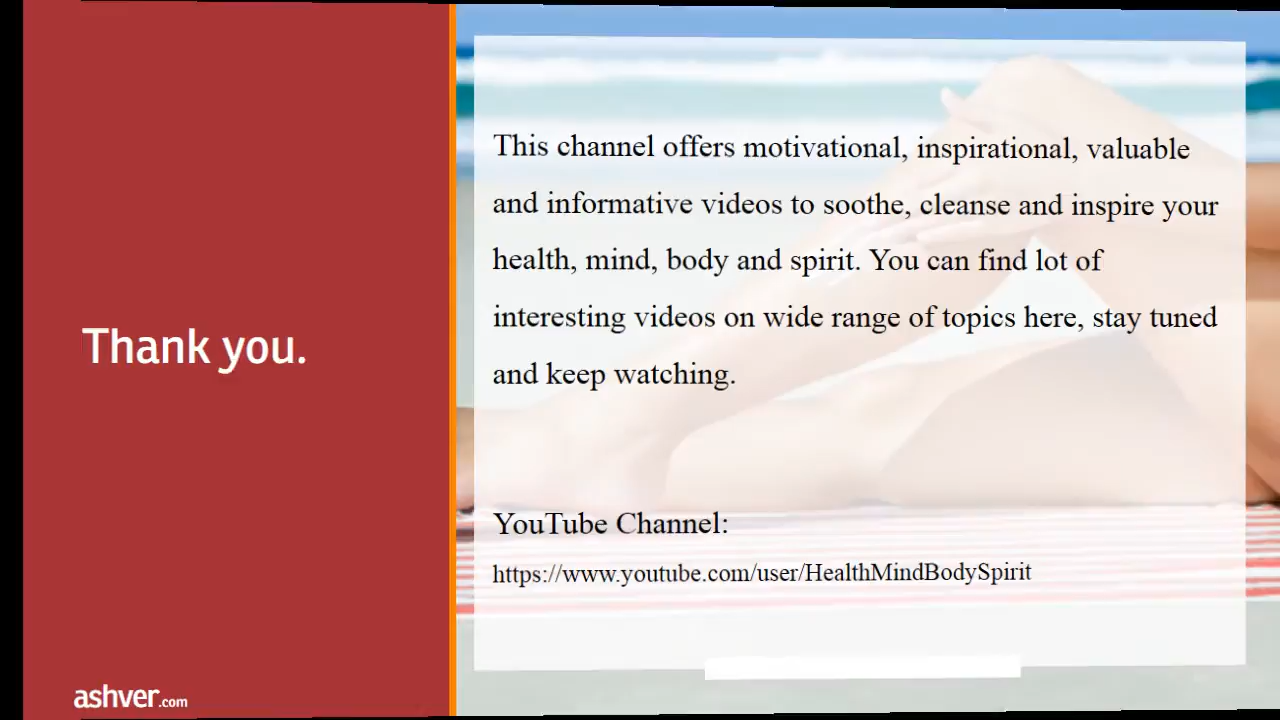 Thank you.
ashver.com
This channel offers motivational, inspirational, valuable
and informative videos to soothe, cleanse and inspire your
health, mind, body and spirit. You can find lot of
interesting videos on wide range of topics here, stay tuned
and keep watching.
YouTube Channel:
https://www.youtube.com/user/HealthMindBodySpirit